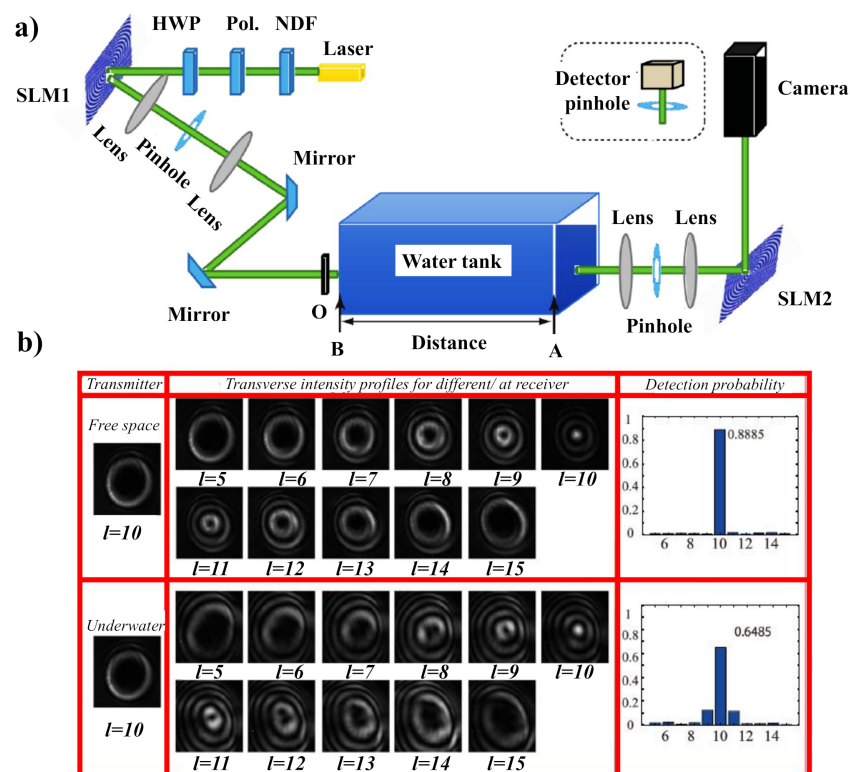 a)
HWP
Pol.
NDF
Laser
SLM1
Lens
Pinhole
Lens
Mirror
Mirror
O
B
Water tank
Distance
A
Detector
pinhole
Camera
Lens
Lens
Pinhole
SLM2
b)
Transmitter
Transverse intensity profiles for different/ at receiver
Detection probability
Free space
l=10
l=5
l=6
l=7
l=8
l=9
l=10
l=11
l=12
l=13
l=14
l=15
1
0.8
0.6
0.4
0.2
0
0.8885
6
8
10
12
14
Underwater
l=10
l=5
l=6
l=7
l=8
l=9
l=10
l=11
l=12
l=13
l=14
l=15
1
0.8
0.6
0.4
0.2
0
0.6485
6
8
10
12
14